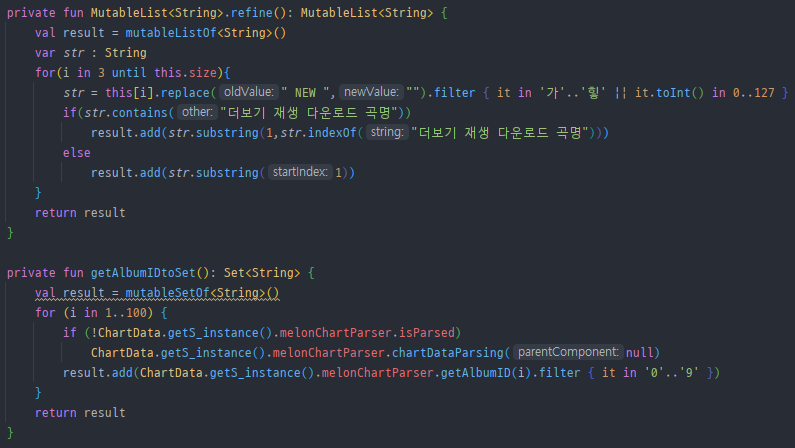 private fun MutableList<String>.refine(): MutableList<String> {
    val result = mutableListOf<String>()
    var str : String
    for(i in 3 until this.size){
        str = this[i].replace( oldValue: " NEW ", newValue: "").filter { it in '가'..'힣' || it.toInt() in 0..127 }
        if(str.contains( other: "더보기 재생 다운로드 곡명"))
            result.add(str.substring(1,str.indexOf( string: "더보기 재생 다운로드 곡명")))
        else
            result.add(str.substring( startIndex: 1))
    }
    return result
}

private fun getAlbumIDtoSet(): Set<String> {
    val result = mutableSetOf<String>()
    for (i in 1..100) {
        if (!ChartData.getS_instance().melonChartParser.isParsed)
            ChartData.getS_instance().melonChartParser.chartDataParsing( parentComponent: null)
        result.add(ChartData.getS_instance().melonChartParser.getAlbumID(i).filter { it in '0'..'9' })
    }
    return result
}